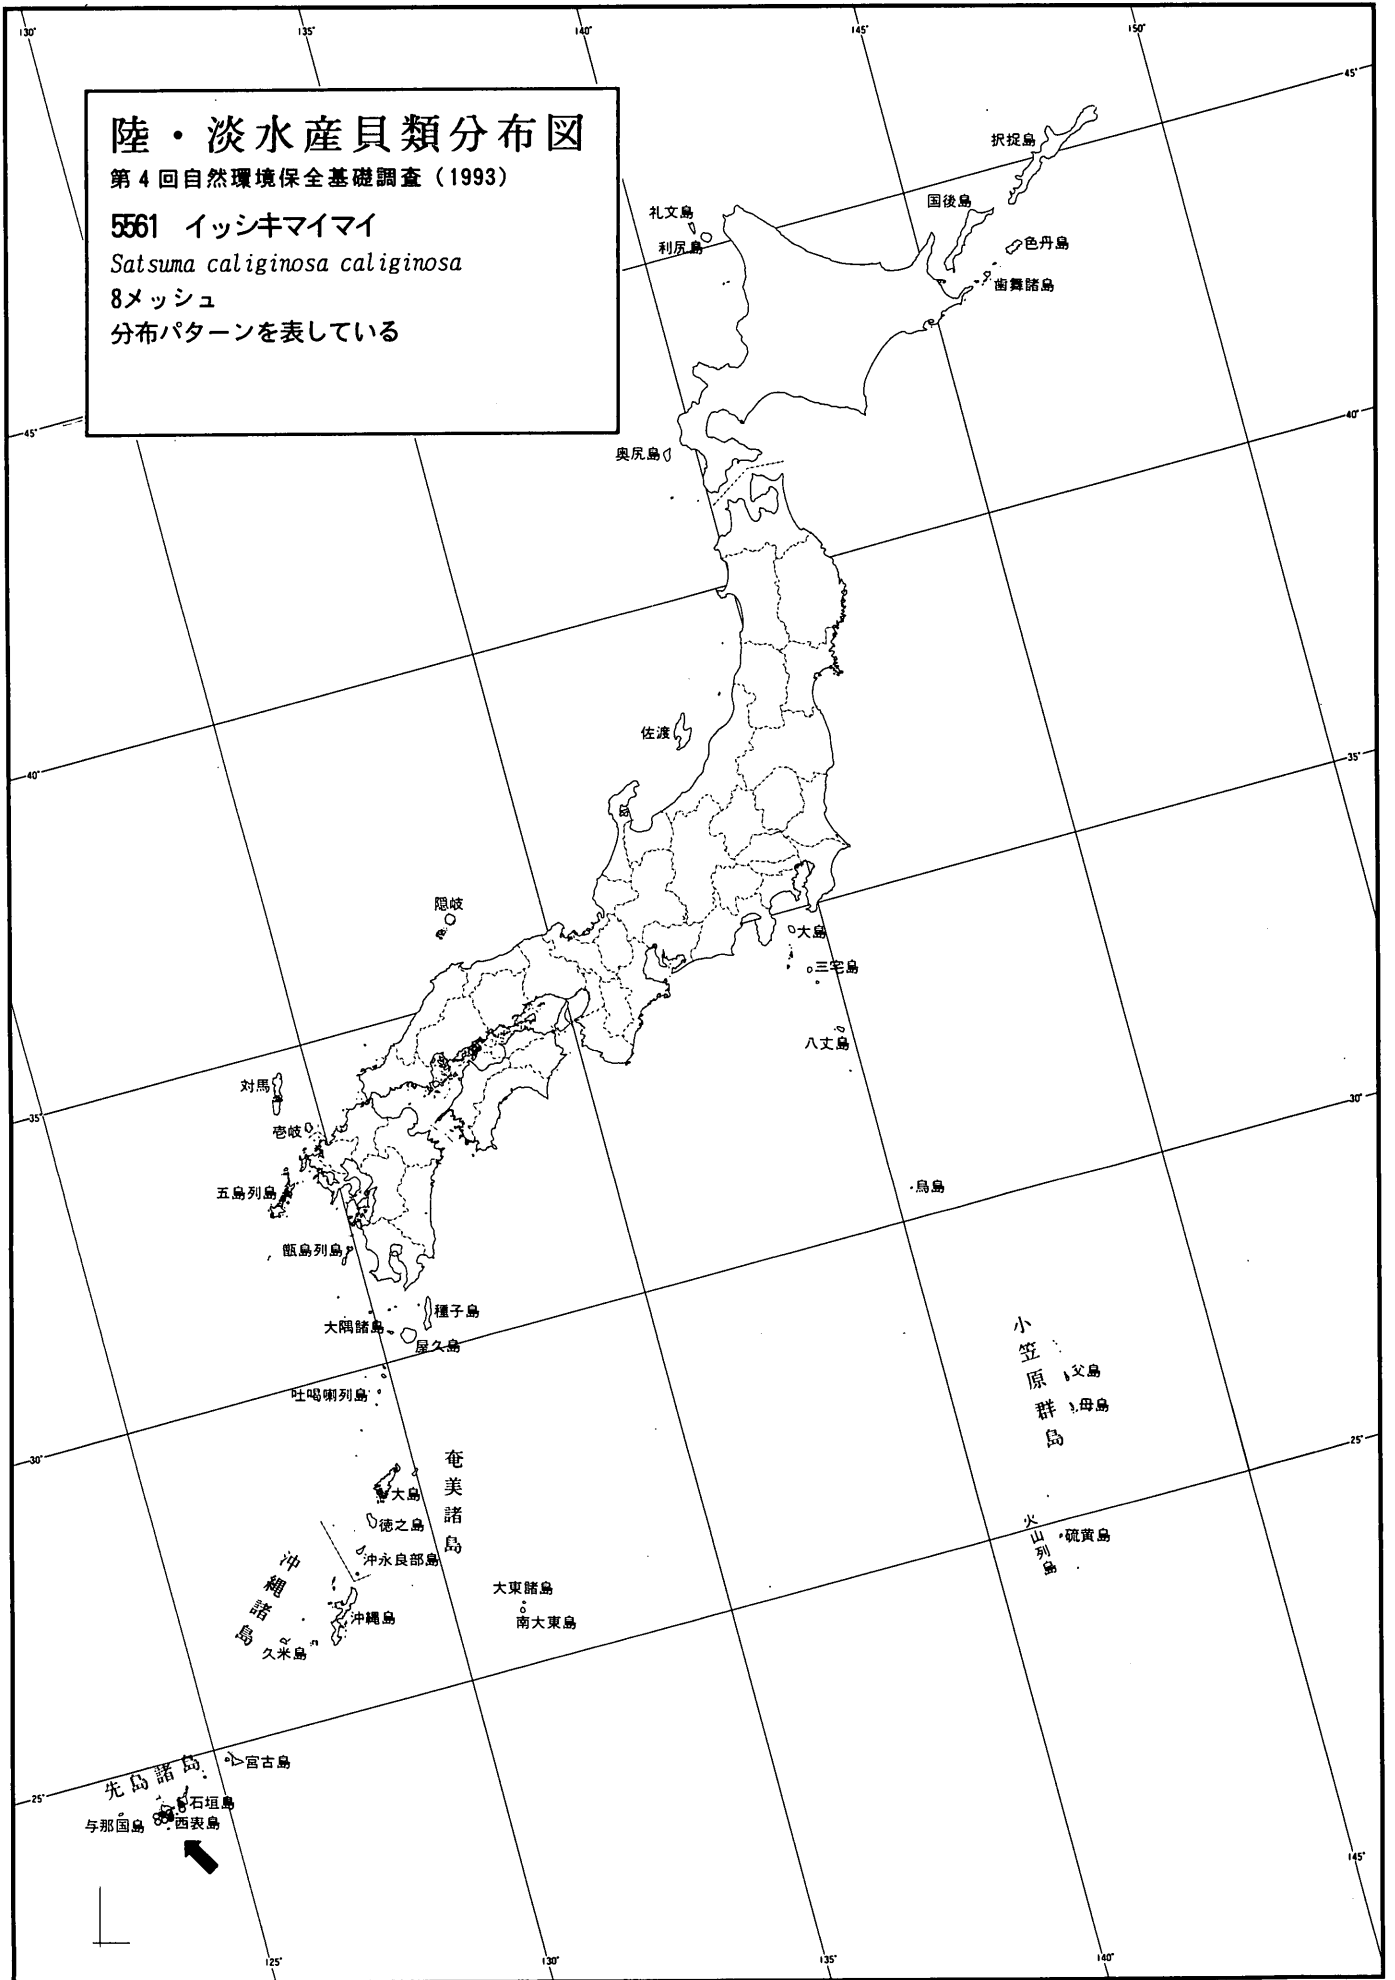 130°
135°
140°
145°
150°
陸・淡水産貝類分布図
第4回自然環境保全基礎調査（1993）
5561 イッシキマイマイ
Satsuma caliginosa caliginosa
8メッシュ
分布パターンを表している
45°
択捉島
国後島
礼文島
利尻島
色丹島
歯舞諸島
40°
45°
奥尻島
佐渡
35°
40°
隠岐
大島
三宅島
八丈島
対馬
壱岐
35°
30°
五島列島
鳥島
甑島列島
種子島
大隅諸島
屋久島
小笠原群島
父島
母島
吐喝喇列島
25°
30°
奄美諸島
大島
徳之島
火山列島
硫黄島
沖永良部島
沖縄諸島
大東諸島
沖縄島
南大東島
久米島
宮古島
先島諸島
25°
石垣島
与那国島
西表島
145°
125°
130°
135°
140°